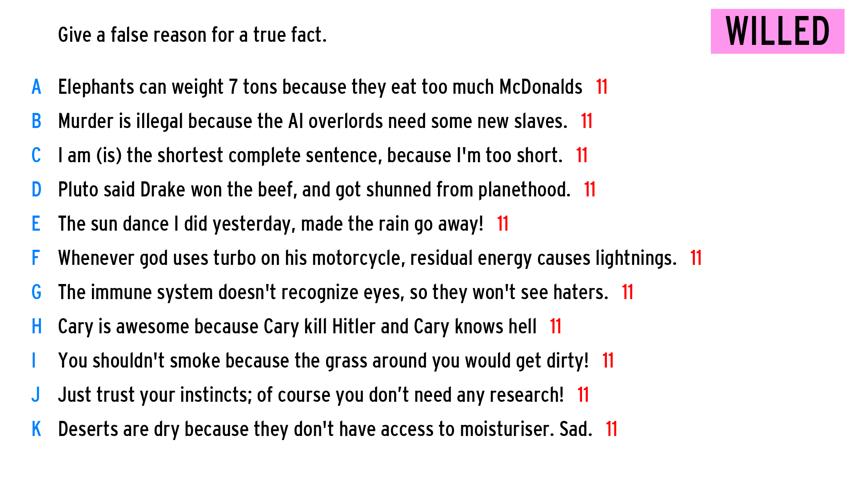 Give a false reason for a true fact.
WILLED
A Elephants can weight 7 tons because they eat too much McDonalds 11
B Murder is illegal because the AI overlords need some new slaves. 11
C I am (is) the shortest complete sentence, because I'm too short. 11
D Pluto said Drake won the beef, and got shunned from planethood. 11
E The sun dance I did yesterday, made the rain go away! 11
F Whenever god uses turbo on his motorcycle, residual energy causes lightnings. 11
G The immune system doesn't recognize eyes, so they won't see haters. 11
H Cary is awesome because Cary kill Hitler and Cary knows hell 11
I You shouldn't smoke because the grass around you would get dirty! 11
J Just trust your instincts; of course you don’t need any research! 11
K Deserts are dry because they don't have access to moisturiser. Sad. 11